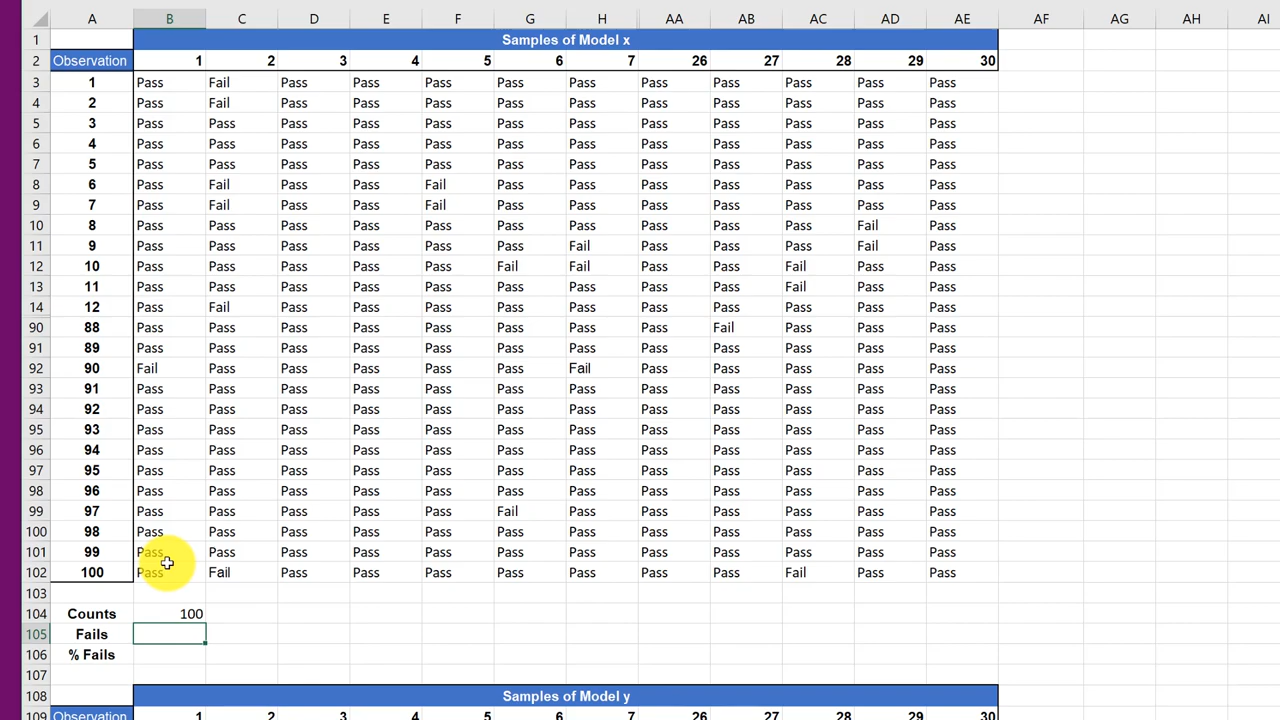 A B C D E F G H AA AB AC AD AE AF AG AH AI
1 Samples of Model x
2 Observation 1 2 3 4 5 6 7 26 27 28 29 30
3 1 Pass Fail Pass Pass Pass Pass Pass Pass Pass Pass Pass Pass
4 2 Pass Fail Pass Pass Pass Pass Pass Pass Pass Pass Pass Pass
5 3 Pass Pass Pass Pass Pass Pass Pass Pass Pass Pass Pass Pass
6 4 Pass Pass Pass Pass Pass Pass Pass Pass Pass Pass Pass Pass
7 5 Pass Pass Pass Pass Pass Pass Pass Pass Pass Pass Pass Pass
8 6 Pass Fail Pass Pass Fail Pass Pass Pass Pass Pass Pass Pass
9 7 Pass Fail Pass Pass Fail Pass Pass Pass Pass Pass Pass Pass
10 8 Pass Pass Pass Pass Pass Pass Pass Pass Pass Pass Fail Pass
11 9 Pass Pass Pass Pass Pass Pass Fail Pass Pass Pass Fail Pass
12 10 Pass Pass Pass Pass Pass Fail Fail Pass Pass Fail Pass Pass
13 11 Pass Pass Pass Pass Pass Pass Pass Pass Pass Fail Pass Pass
14 12 Pass Fail Pass Pass Pass Pass Pass Pass Pass Pass Pass Pass
90 88 Pass Pass Pass Pass Pass Pass Pass Pass Fail Pass Pass Pass
91 89 Pass Pass Pass Pass Pass Pass Pass Pass Pass Pass Pass Pass
92 90 Fail Pass Pass Pass Pass Pass Fail Pass Pass Pass Pass Pass
93 91 Pass Pass Pass Pass Pass Pass Pass Pass Pass Pass Pass Pass
94 92 Pass Pass Pass Pass Pass Pass Pass Pass Pass Pass Pass Pass
95 93 Pass Pass Pass Pass Pass Pass Pass Pass Pass Pass Pass Pass
96 94 Pass Pass Pass Pass Pass Pass Pass Pass Pass Pass Pass Pass
97 95 Pass Pass Pass Pass Pass Pass Pass Pass Pass Pass Pass Pass
98 96 Pass Pass Pass Pass Pass Pass Pass Pass Pass Pass Pass Pass
99 97 Pass Pass Pass Pass Pass Fail Pass Pass Pass Pass Pass Pass
100 98 Pass Pass Pass Pass Pass Pass Pass Pass Pass Pass Pass Pass
101 99 Pass Pass Pass Pass Pass Pass Pass Pass Pass Pass Pass Pass
102 100 Pass Fail Pass Pass Pass Pass Pass Pass Pass Fail Pass Pass
103
104 Counts 100
105 Fails
106 % Fails
107
108 Samples of Model y
109 Observation 1 2 3 4 5 6 7 26 27 28 29 30